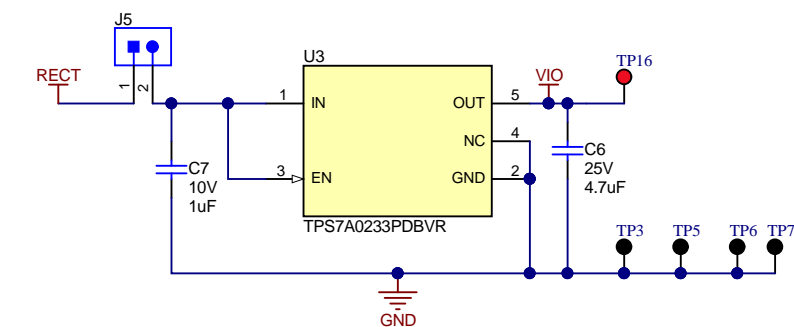 J5
RECT
1
2
U3
VIO
TP16
1
IN
OUT
5
NC
4
C7
10V
1uF
3
EN
GND
2
C6
25V
4.7uF
TPS7A0233PDBVR
TP3
TP5
TP6
TP7
GND